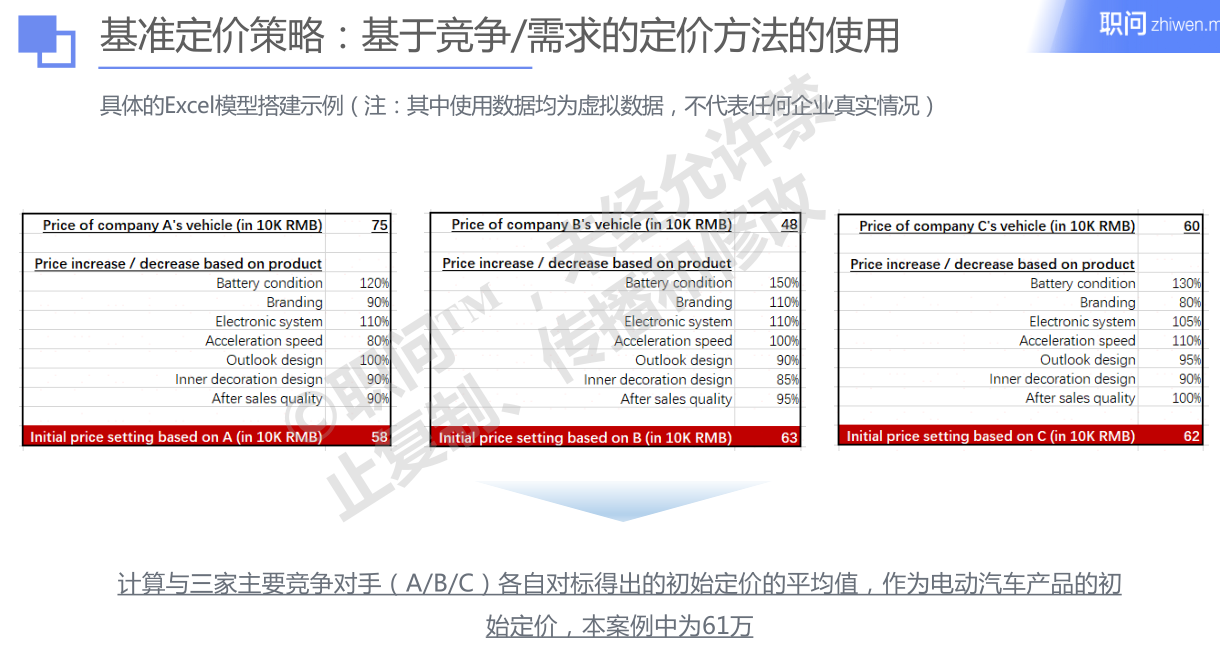 基准定价策略：基于竞争/需求的定价方法的使用
职问 zhiwen.m
具体的Excel模型搭建示例（注：其中使用数据均为虚拟数据，不代表任何企业真实情况）
Price of company A's vehicle (in 10K RMB) 75
Price increase / decrease based on product
Battery condition 120%
Branding 90%
Electronic system 110%
Acceleration speed 80%
Outlook design 100%
Inner decoration design 90%
After sales quality 90%
Initial price setting based on A (in 10K RMB) 58
Price of company B's vehicle (in 10K RMB) 48
Price increase / decrease based on product
Battery condition 150%
Branding 110%
Electronic system 110%
Acceleration speed 100%
Outlook design 90%
Inner decoration design 85%
After sales quality 95%
Initial price setting based on B (in 10K RMB) 63
Price of company C's vehicle (in 10K RMB) 60
Price increase / decrease based on product
Battery condition 130%
Branding 80%
Electronic system 105%
Acceleration speed 110%
Outlook design 95%
Inner decoration design 90%
After sales quality 100%
Initial price setting based on C (in 10K RMB) 62
©职问™，未经允许禁
止复制、传播和修改
计算与三家主要竞争对手（A/B/C）各自对标得出的初始定价的平均值，作为电动汽车产品的初
始定价，本案例中为61万